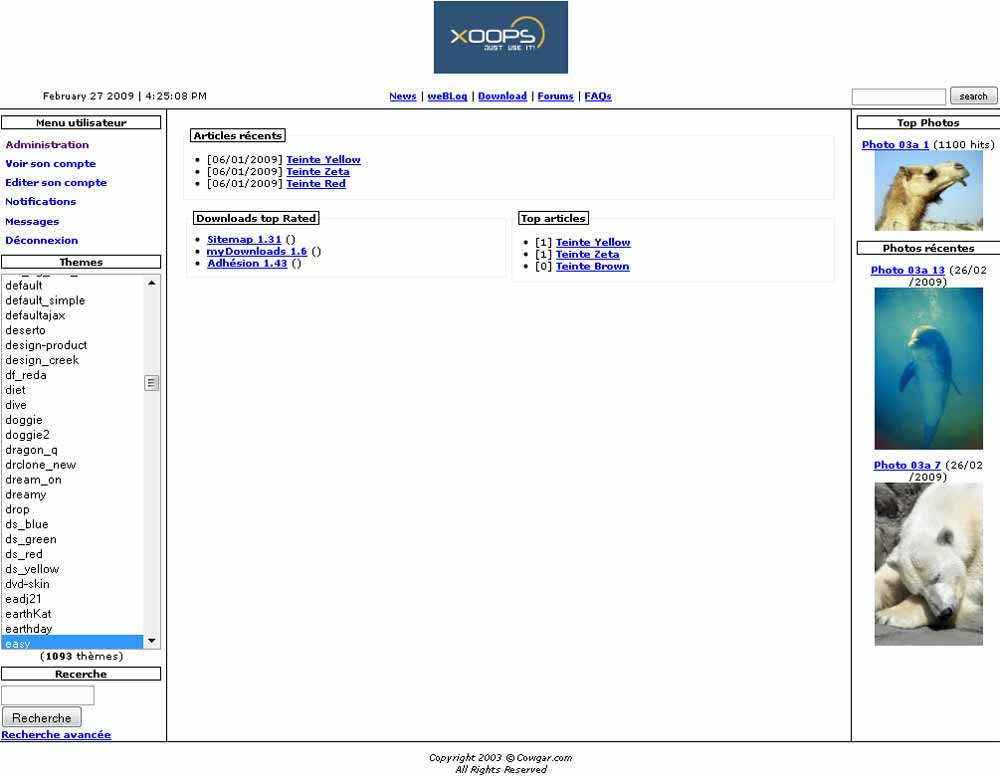 XOOPS
JUST USE IT!
February 27 2009 | 4:25:08 PM
News | weBLog | Download | Forums | FAQs
search
Menu utilisateur
Administration
Voir son compte
Editer son compte
Notifications
Messages
Déconnexion
Themes
default
default_simple
defaultajax
deserto
design-product
design_creek
df_reda
diet
dive
doggie
doggie2
dragon_q
drclone_new
dream_on
dreamy
drop
ds_blue
ds_green
ds_red
ds_yellow
dvd-skin
eadj21
earthKat
earthday
easy
(1093 thèmes)
Recerche
Recherche
Recherche avancée
Articles récents
[06/01/2009] Teinte Yellow
[06/01/2009] Teinte Zeta
[06/01/2009] Teinte Red
Downloads top Rated
Sitemap 1.31 ()
myDownloads 1.6 ()
Adhésion 1.43 ()
Top articles
[1] Teinte Yellow
[1] Teinte Zeta
[0] Teinte Brown
Top Photos
Photo 03a 1 (1100 hits)
Photos récentes
Photo 03a 13 (26/02
/2009)
Photo 03a 7 (26/02
/2009)
Copyright 2003 © Cowgar.com
All Rights Reserved